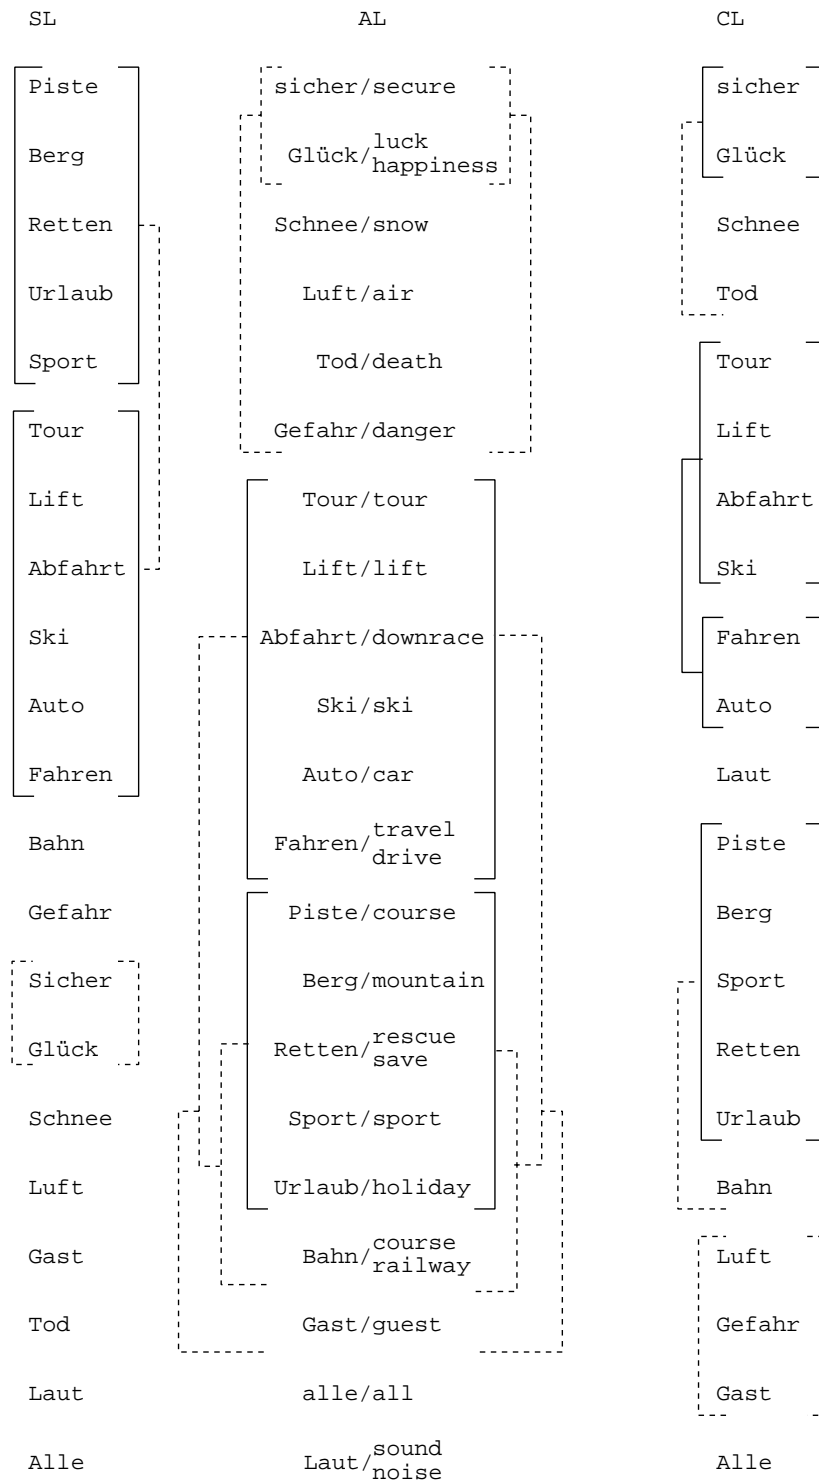 SL AL CL
Piste sicher/secure sicher
Berg Glück/luck happiness Glück
Retten Schnee/snow Schnee
Urlaub Luft/air Tod
Sport Tod/death Tour
Tour Gefahr/danger Lift
Lift Tour/tour Abfahrt
Abfahrt Lift/lift Ski
Ski Abfahrt/downrace Fahren
Auto Ski/ski Auto
Fahren Auto/car Laut
Bahn Fahren/travel drive Piste
Gefahr Piste/course Berg
Sicher Berg/mountain Sport
Glück Retten/rescue save Retten
Schnee Sport/sport Urlaub
Luft Urlaub/holiday Bahn
Gast Bahn/course railway Luft
Tod Gast/guest Gefahr
Laut alle/all Gast
Alle Laut/sound noise Alle